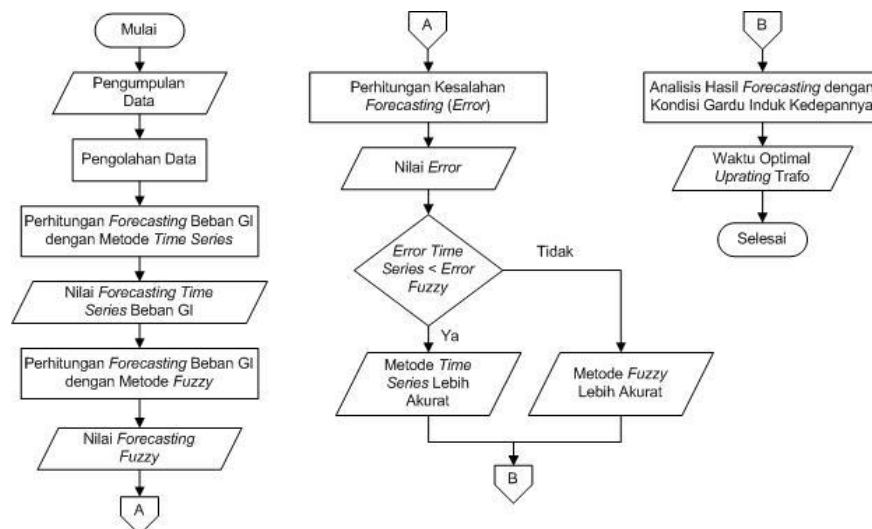 Mulai
Pengumpulan
Data
Pengolahan Data
Perhitungan Forecasting Beban GI
dengan Metode Time Series
Nilai Forecasting Time
Series Beban GI
Perhitungan Forecasting Beban GI
dengan Metode Fuzzy
Nilai Forecasting
Fuzzy
A
A
Perhitungan Kesalahan
Forecasting (Error)
Nilai Error
Error Time
Series < Error
Fuzzy
Tidak
Ya
Metode Time
Series Lebih
Akurat
Metode Fuzzy
Lebih Akurat
B
B
Analisis Hasil Forecasting dengan
Kondisi Gardu Induk Kedepannya
Waktu Optimal
Uprating Trafo
Selesai